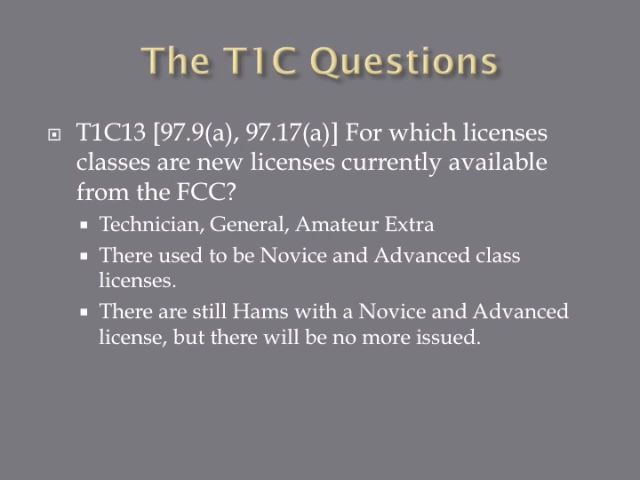 The T1C Questions
T1C13 [97.9(a), 97.17(a)] For which licenses
classes are new licenses currently available
from the FCC?
Technician, General, Amateur Extra
There used to be Novice and Advanced class
licenses.
There are still Hams with a Novice and Advanced
license, but there will be no more issued.